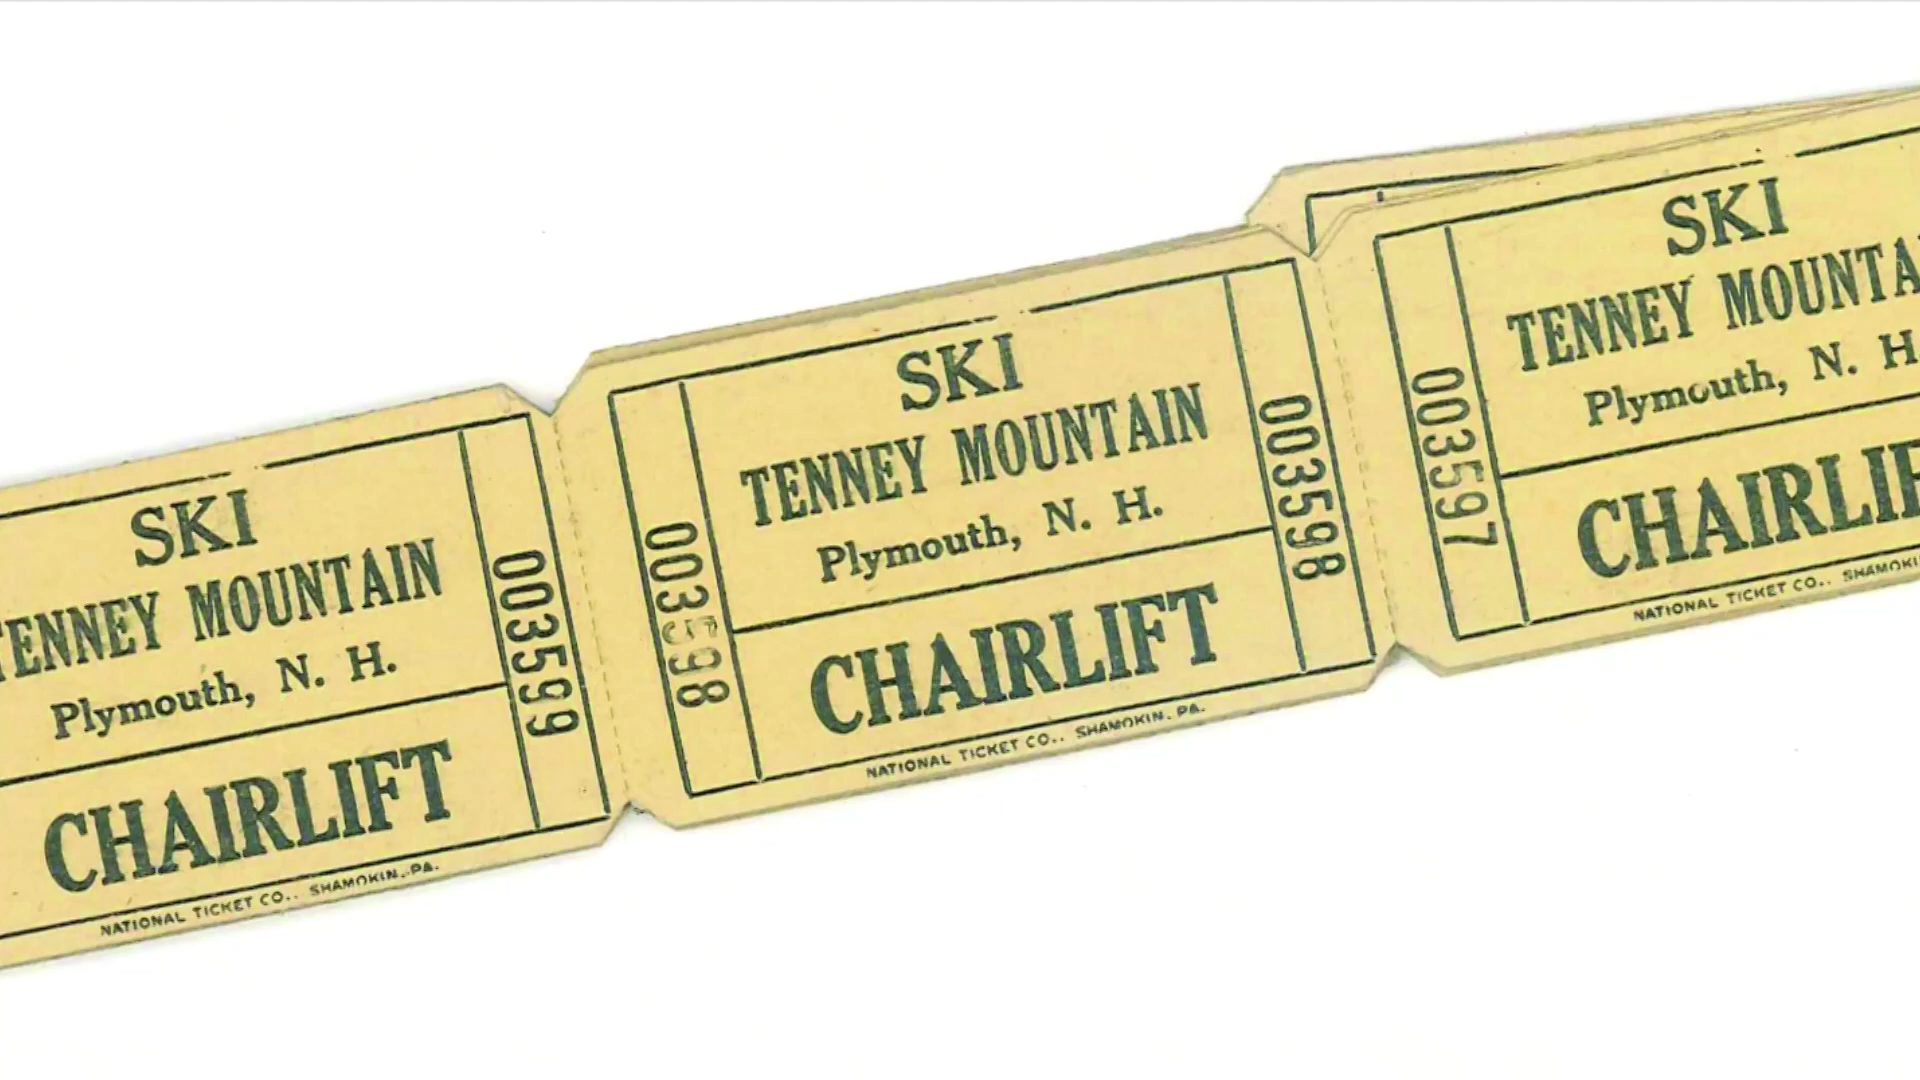 SKI
TENNEY MOUNTAIN
Plymouth, N. H.
CHAIRLIFT
NATIONAL TICKET CO.. SHAMOKIN, PA.
003599
003598
SKI
TENNEY MOUNTAIN
Plymouth, N. H.
CHAIRLIFT
NATIONAL TICKET CO.. SHAMOKIN, PA.
003598
003597
SKI
TENNEY MOUNTA
Plymouth, N. H
CHAIRLIF
NATIONAL TICKET CO.. SHAMOKI